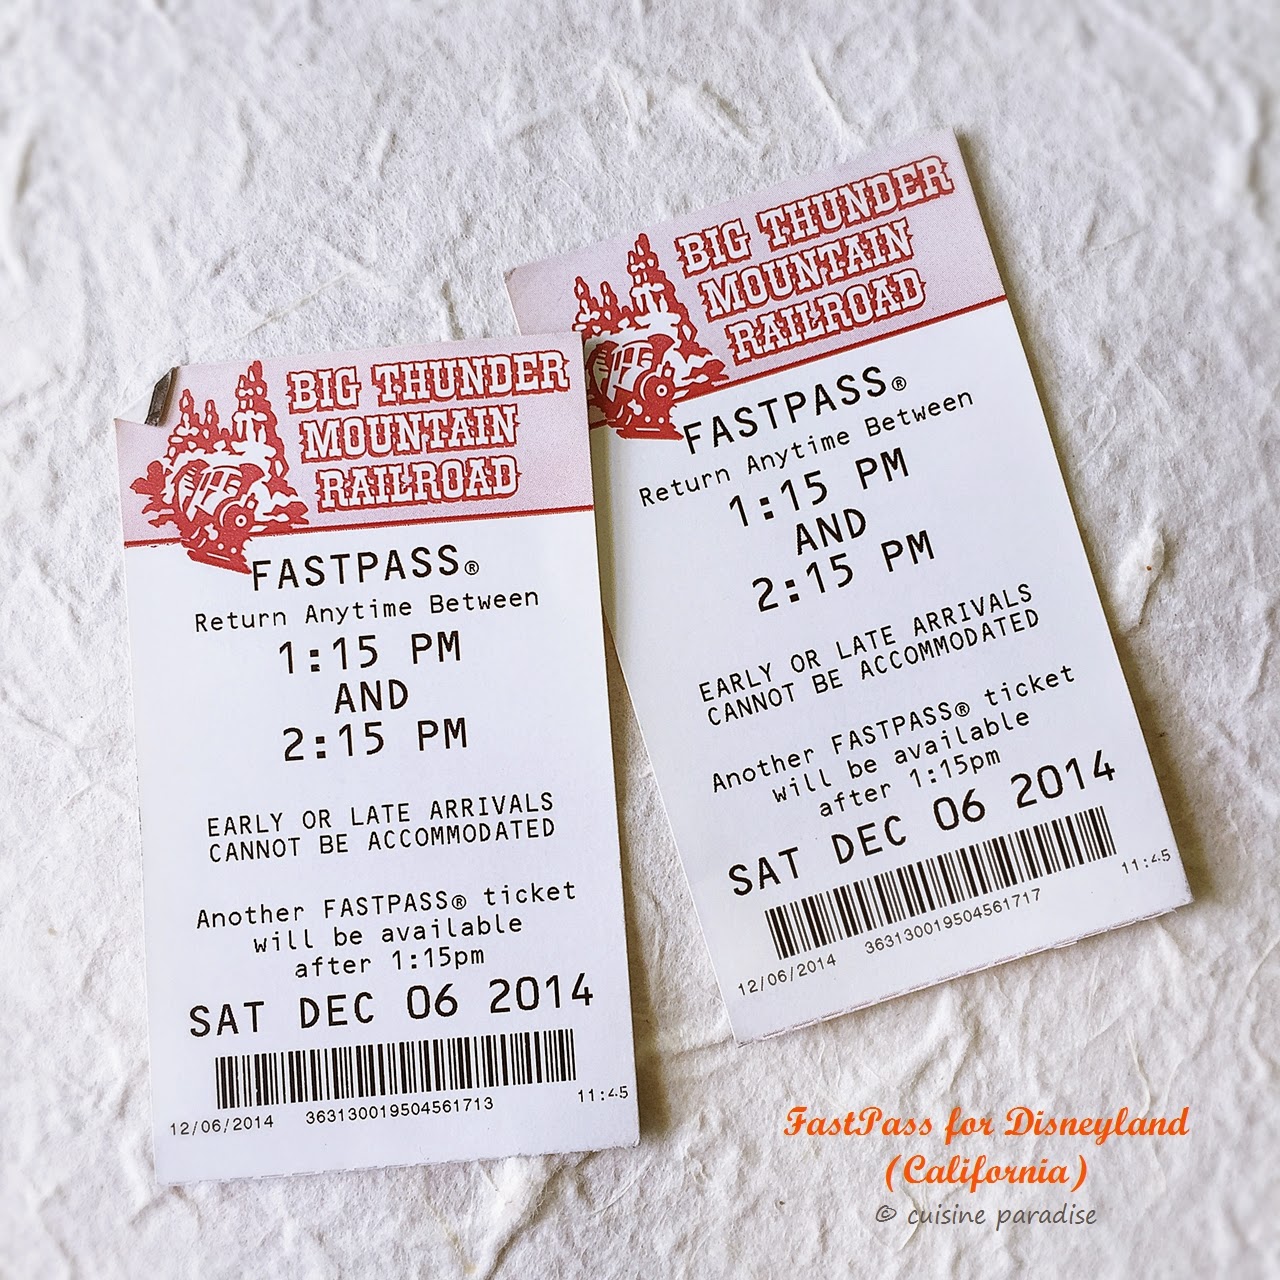 BIG THUNDER
MOUNTAIN
RAILROAD
FASTPASS®
Return Anytime Between
1:15 PM
AND
2:15 PM
EARLY OR LATE ARRIVALS
CANNOT BE ACCOMMODATED
Another FASTPASS® ticket
will be available
after 1:15pm
SAT DEC 06 2014
12/06/2014 363130019504561713 11:45
BIG THUNDER
MOUNTAIN
RAILROAD
FASTPASS®
Return Anytime Between
1:15 PM
AND
2:15 PM
EARLY OR LATE ARRIVALS
CANNOT BE ACCOMMODATED
Another FASTPASS® ticket
will be available
after 1:15pm
SAT DEC 06 2014
12/06/2014 363130019504561717 11:45
FastPass for Disneyland
(California)
© cuisine paradise